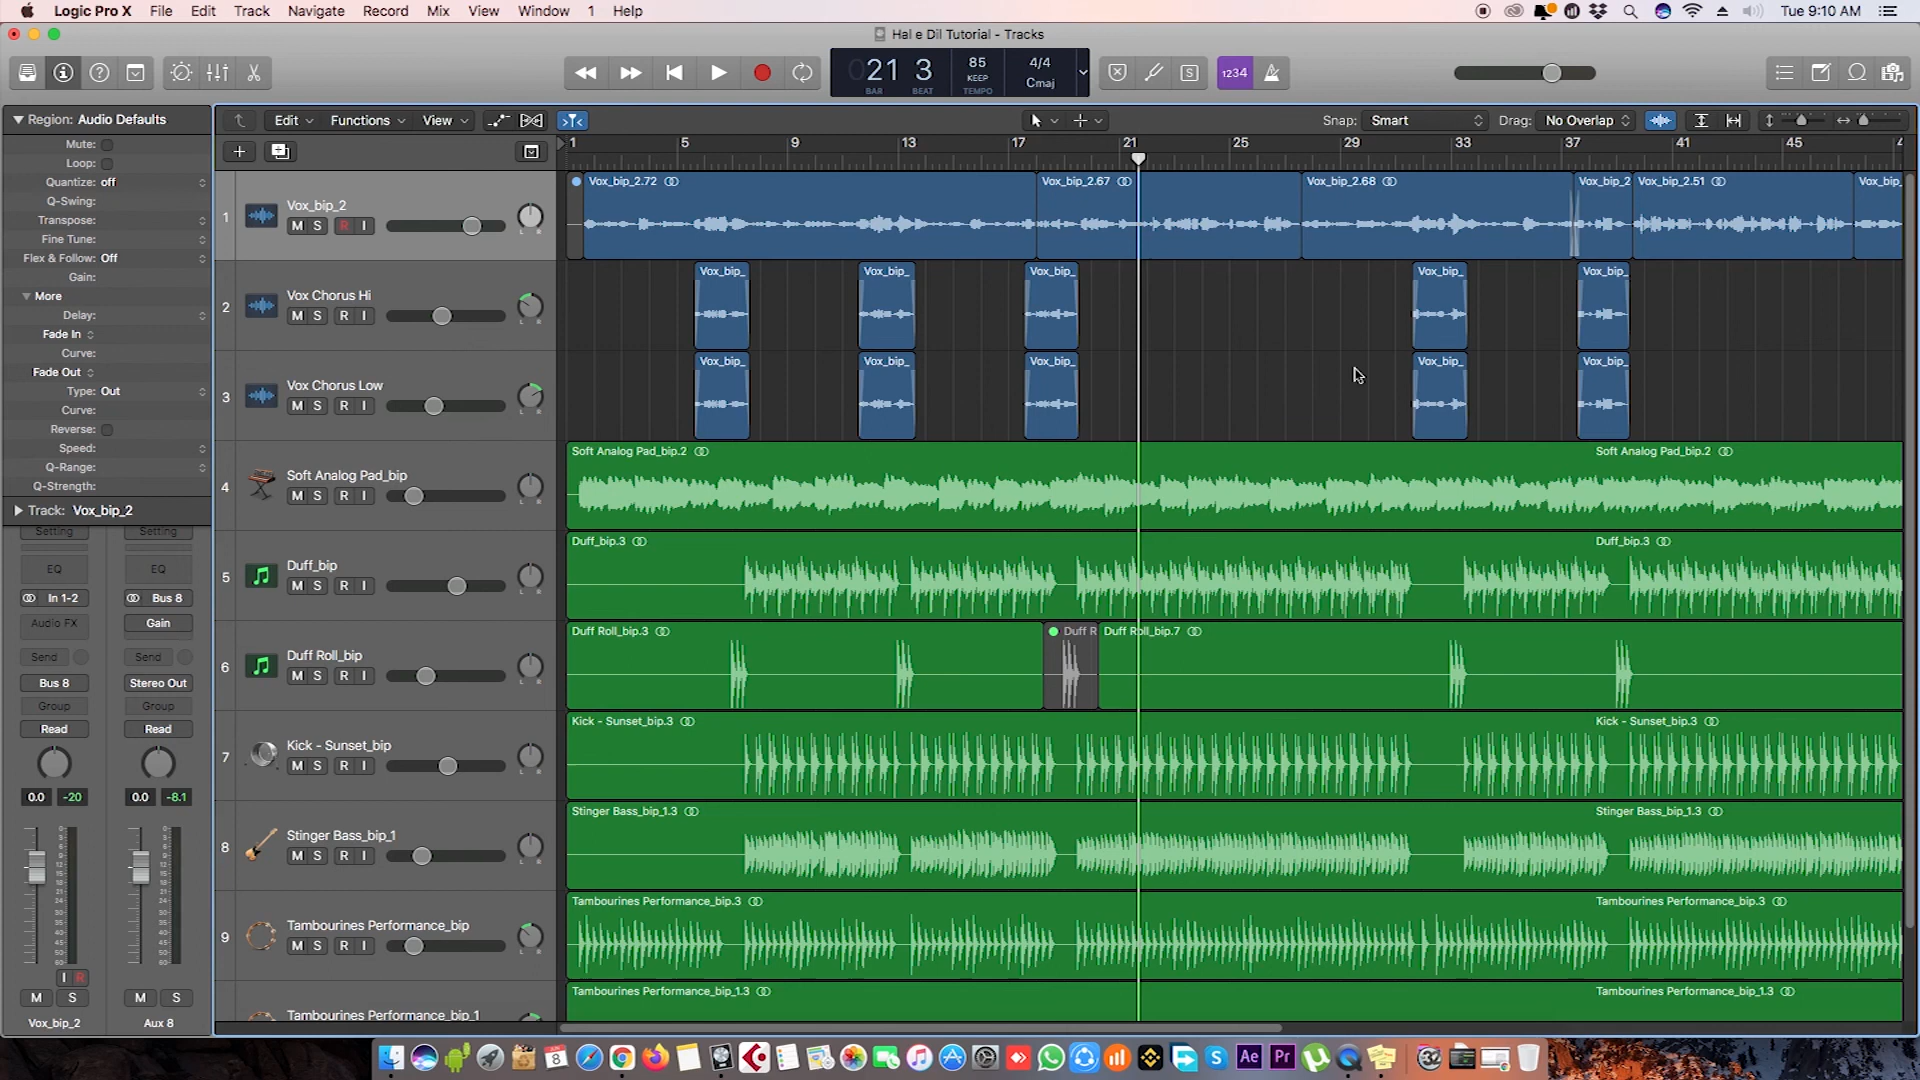 Logic Pro X File Edit Track Navigate Record Mix View Window 1 Help
Tue 9:10 AM
Hal e Dil Tutorial - Tracks
21 3 85 4/4
KEEP Cmaj
BAR BEAT TEMPO
1234
Region: Audio Defaults
Mute:
Loop:
Quantize: off
Q-Swing:
Transpose:
Fine Tune:
Flex & Follow: Off
Gain:
More
Delay:
Fade In
Curve:
Fade Out
Type: Out
Curve:
Reverse:
Speed:
Q-Range:
Q-Strength:
Track: Vox_bip_2
Setting Setting
EQ EQ
In 1-2 Bus 8
Audio FX Gain
Send Send
Bus 8 Stereo Out
Group Group
Read Read
0.0 -20 0.0 -8.1
I R
M S M S
Vox_bip_2 Aux 8
Edit Functions View
Snap: Smart Drag: No Overlap
1 5 9 13 17 21 25 29 33 37 41 45
1 Vox_bip_2
M S R I
Vox_bip_2.72 Vox_bip_2.67 Vox_bip_2.68 Vox_bip_2 Vox_bip_2.51 Vox_bip_
2 Vox Chorus Hi
M S R I
Vox_bip_ Vox_bip_ Vox_bip_ Vox_bip_ Vox_bip_
3 Vox Chorus Low
M S R I
Vox_bip_ Vox_bip_ Vox_bip_ Vox_bip_ Vox_bip_
4 Soft Analog Pad_bip
M S R I
Soft Analog Pad_bip.2 Soft Analog Pad_bip.2
5 Duff_bip
M S R I
Duff_bip.3 Duff_bip.3
6 Duff Roll_bip
M S R I
Duff Roll_bip.3 Duff R Duff Roll_bip.7
7 Kick - Sunset_bip
M S R I
Kick - Sunset_bip.3 Kick - Sunset_bip.3
8 Stinger Bass_bip_1
M S R I
Stinger Bass_bip_1.3 Stinger Bass_bip_1.3
9 Tambourines Performance_bip
M S R I
Tambourines Performance_bip.3 Tambourines Performance_bip.3
Tambourines Performance_bip_1
Tambourines Performance_bip_1.3 Tambourines Performance_bip_1.3
Ae Pr